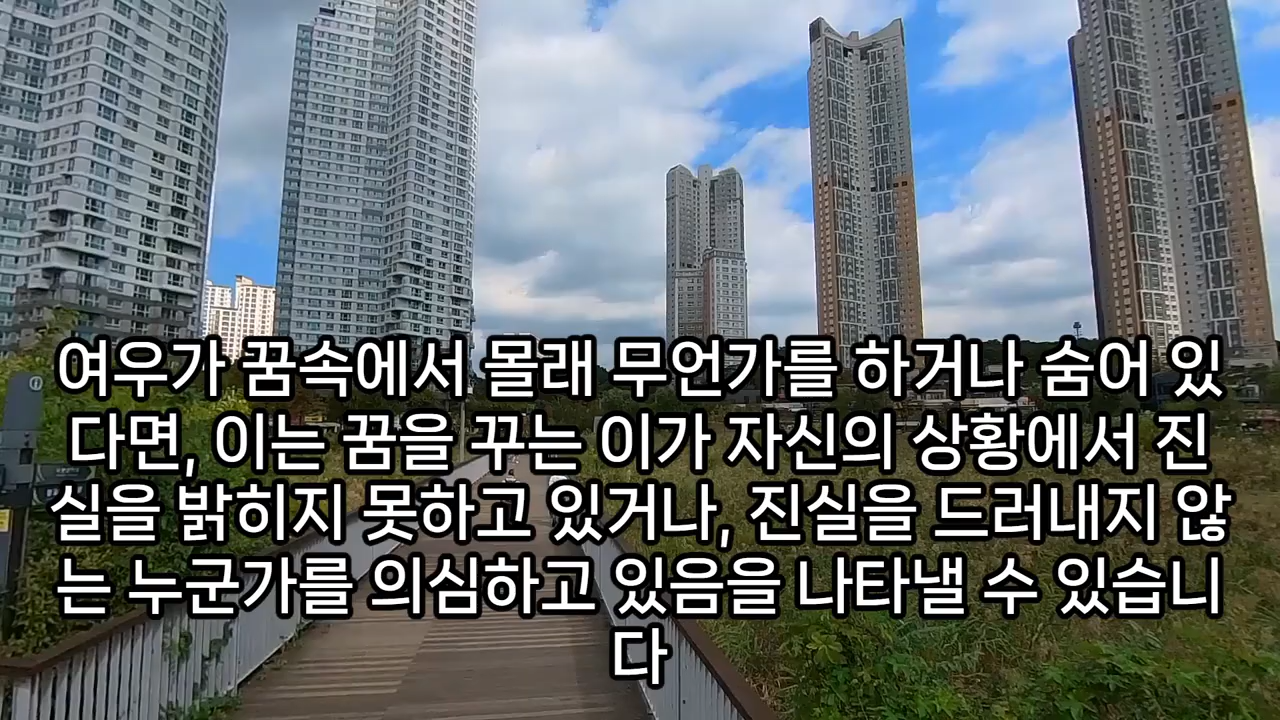 여우가 꿈속에서 몰래 무언가를 하거나 숨어 있
다면, 이는 꿈을 꾸는 이가 자신의 상황에서 진
실을 밝히지 못하고 있거나, 진실을 드러내지 않
는 누군가를 의심하고 있음을 나타낼 수 있습니
다